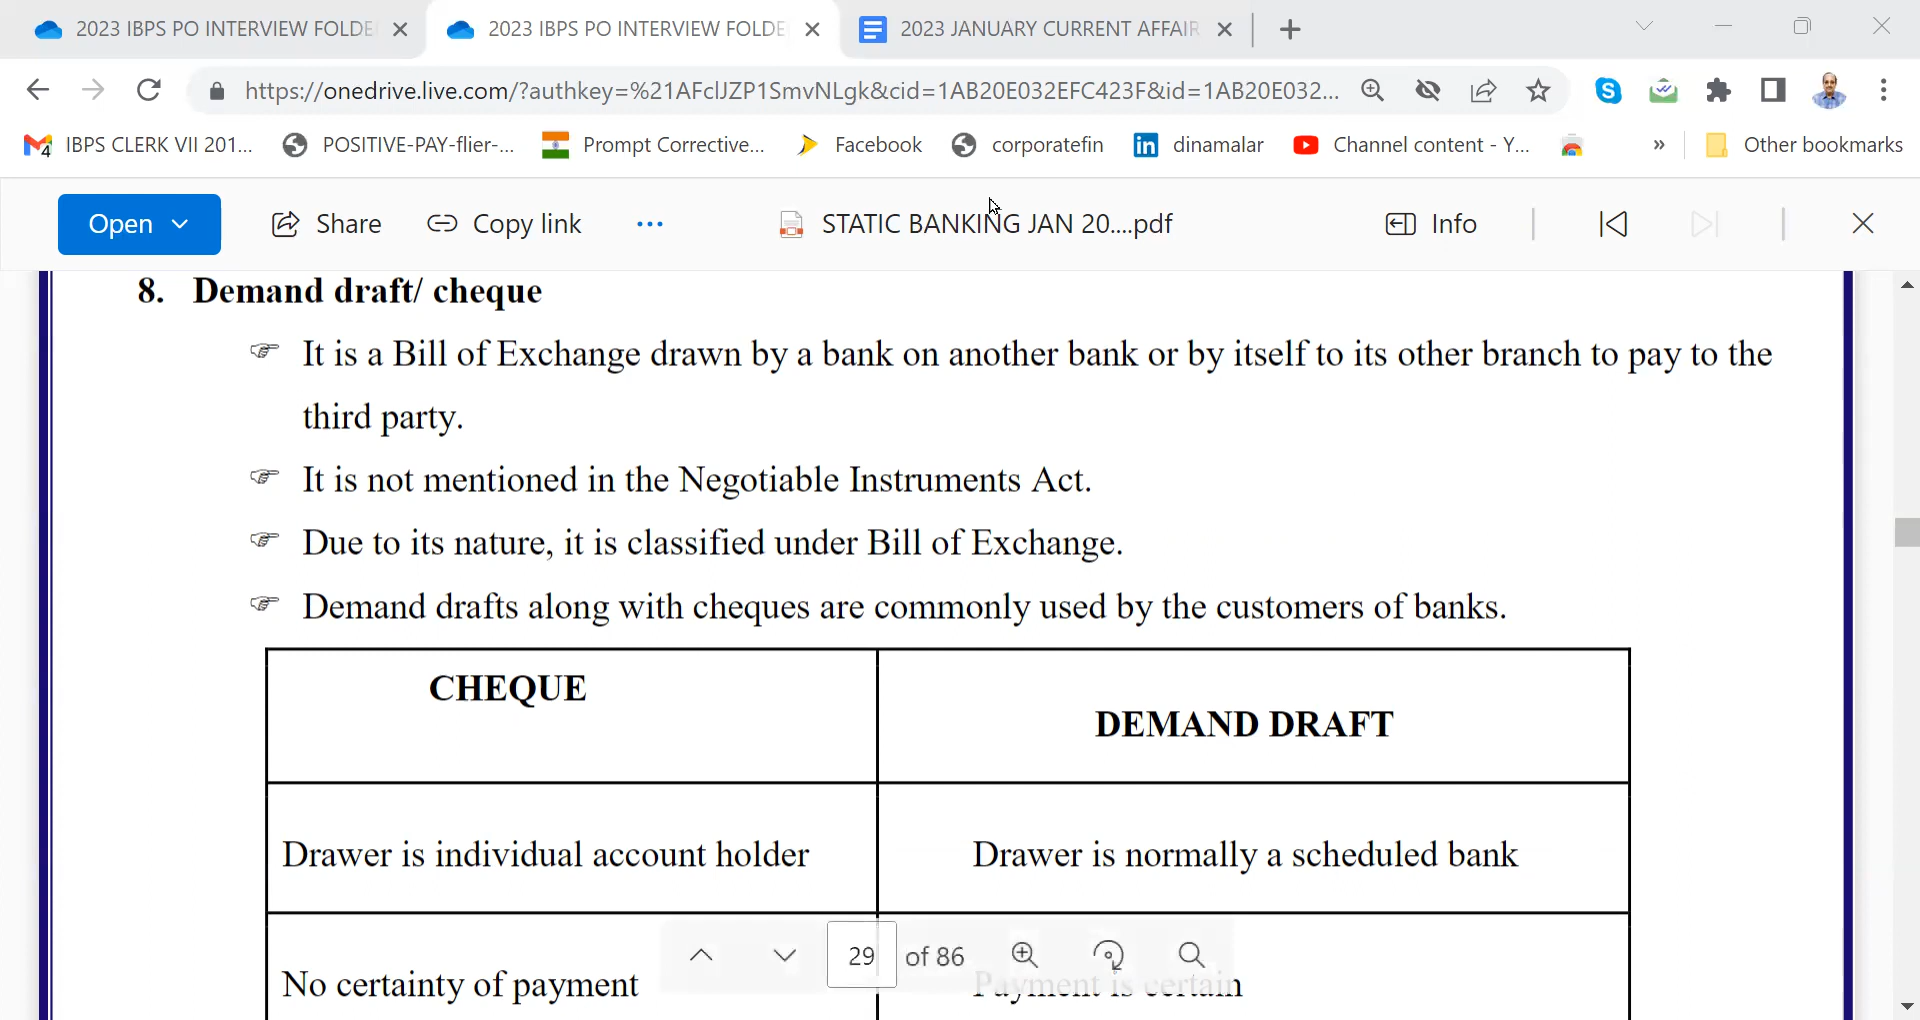 2023 IBPS PO INTERVIEW FOLDE
2023 IBPS PO INTERVIEW FOLDE
2023 JANUARY CURRENT AFFAIR
https://onedrive.live.com/?authkey=%21AFclJZP1SmvNLgk&cid=1AB20E032EFC423F&id=1AB20E032...
4 IBPS CLERK VII 201... POSITIVE-PAY-flier-... Prompt Corrective... Facebook corporatefin dinamalar Channel content - Y... » Other bookmarks
Open Share Copy link ... STATIC BANKING JAN 20....pdf Info
8. Demand draft/ cheque
It is a Bill of Exchange drawn by a bank on another bank or by itself to its other branch to pay to the
third party.
It is not mentioned in the Negotiable Instruments Act.
Due to its nature, it is classified under Bill of Exchange.
Demand drafts along with cheques are commonly used by the customers of banks.
CHEQUE
DEMAND DRAFT
Drawer is individual account holder
Drawer is normally a scheduled bank
29 of 86
No certainty of payment
Payment is certain